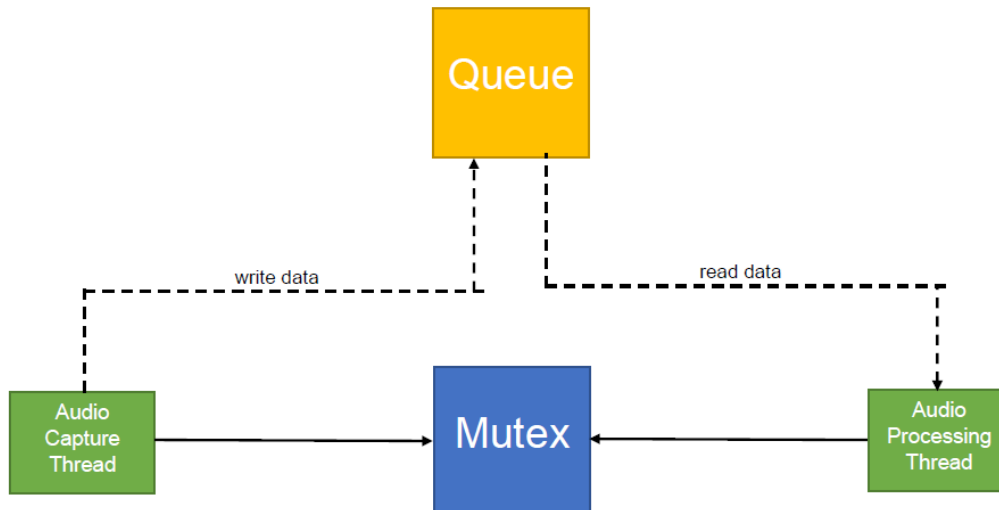 Queue
write data
read data
Audio
Capture
Thread
Mutex
Audio
Processing
Thread